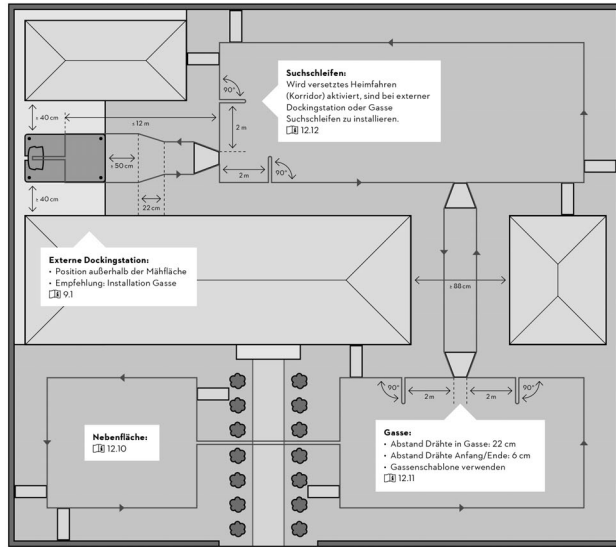 Suchschleifen:
Wird versetztes Heimfahren
(Korridor) aktiviert, sind bei externer
Dockingstation oder Gasse
Suchschleifen zu installieren.
12.12
90°
± 40 cm
± 12 m
2 m
± 50 cm
2 m
90°
± 40 cm
22 cm
Externe Dockingstation:
• Position außerhalb der Mähfläche
• Empfehlung: Installation Gasse
9.1
± 88 cm
90°
2 m
2 m
90°
Nebenfläche:
12.10
Gasse:
• Abstand Drähte in Gasse: 22 cm
• Abstand Drähte Anfang/Ende: 6 cm
• Gassenschablone verwenden
12.11